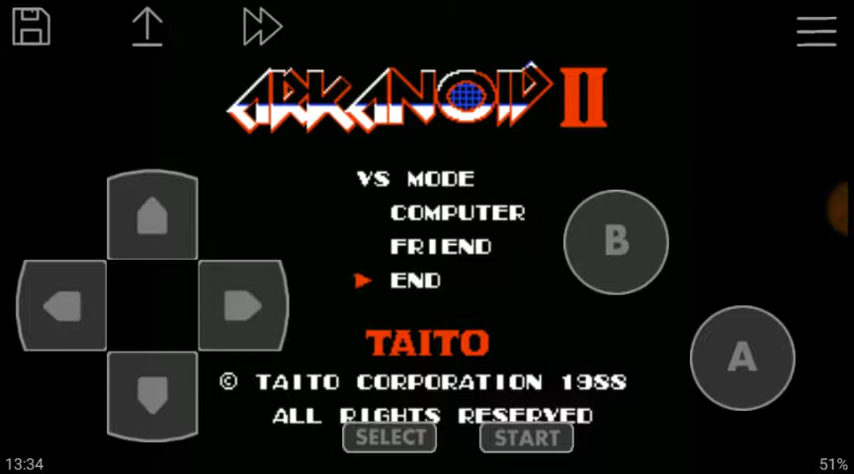 ARKANOID II
VS MODE
COMPUTER
FRIEND
END
B
A
TAITO
© TAITO CORPORATION 1988
ALL RIGHTS RESERVED
SELECT
START
13:34
51%